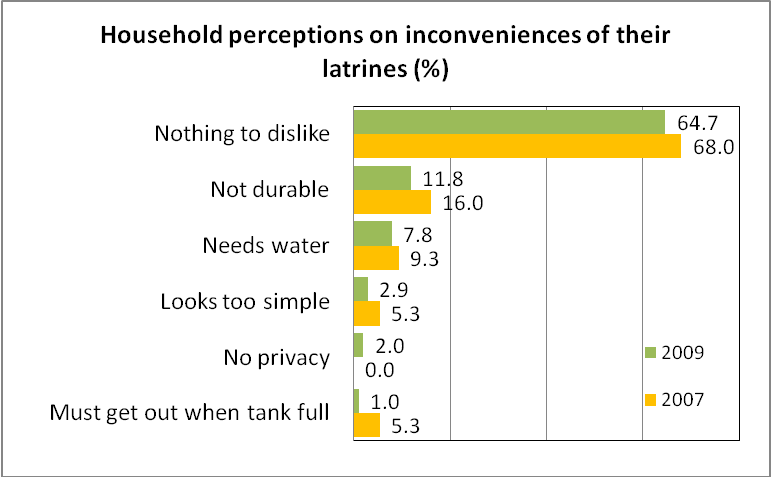 Household perceptions on inconveniences of their
latrines (%)
Nothing to dislike
64.7
68.0
Not durable
11.8
16.0
Needs water
7.8
9.3
Looks too simple
2.9
5.3
No privacy
2.0
0.0
Must get out when tank full
1.0
5.3
2009
2007